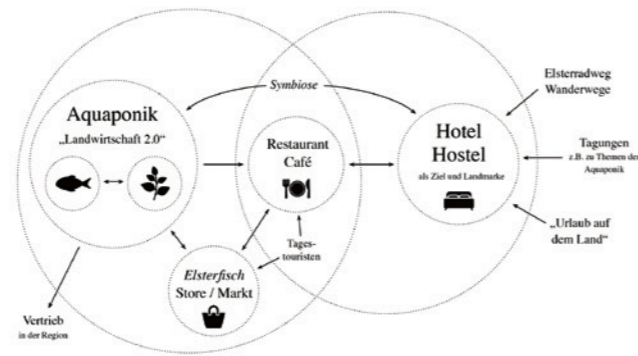 Symbiose
Aquaponik
„Landwirtschaft 2.0“
Restaurant
Café
Hotel
Hostel
als Ziel und Landmarke
Elsterradweg
Wanderwege
Tagungen
z.B. zu Themen der
Aquaponik
„Urlaub auf
dem Land“
Tages-
touristen
Elsterfisch
Store / Markt
Vertrieb
in der Region